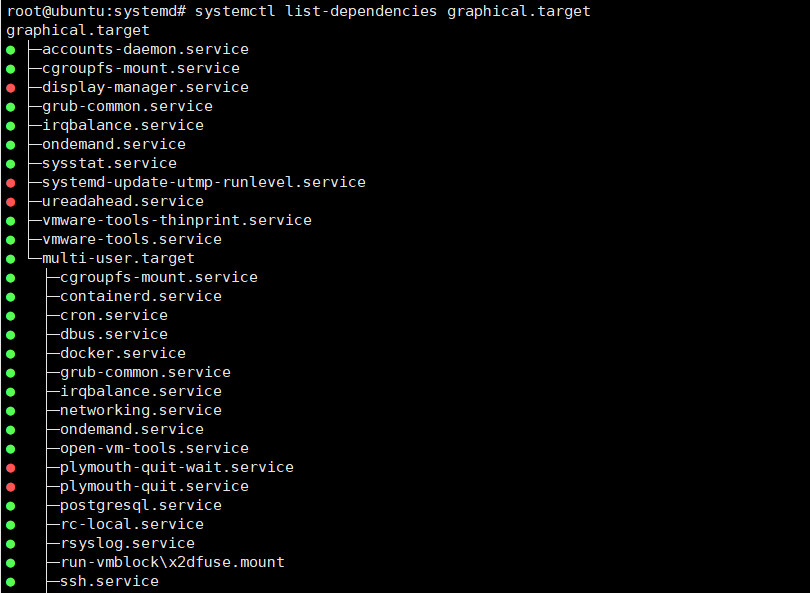 root@ubuntu:systemd# systemctl list-dependencies graphical.target
graphical.target
● ├─accounts-daemon.service
● ├─cgroupfs-mount.service
● ├─display-manager.service
● ├─grub-common.service
● ├─irqbalance.service
● ├─ondemand.service
● ├─sysstat.service
● ├─systemd-update-utmp-runlevel.service
● ├─ureadahead.service
● ├─vmware-tools-thinprint.service
● ├─vmware-tools.service
● └─multi-user.target
●   ├─cgroupfs-mount.service
●   ├─containerd.service
●   ├─cron.service
●   ├─dbus.service
●   ├─docker.service
●   ├─grub-common.service
●   ├─irqbalance.service
●   ├─networking.service
●   ├─ondemand.service
●   ├─open-vm-tools.service
●   ├─plymouth-quit-wait.service
●   ├─plymouth-quit.service
●   ├─postgresql.service
●   ├─rc-local.service
●   ├─rsyslog.service
●   ├─run-vmblock\x2dfuse.mount
●   ├─ssh.service